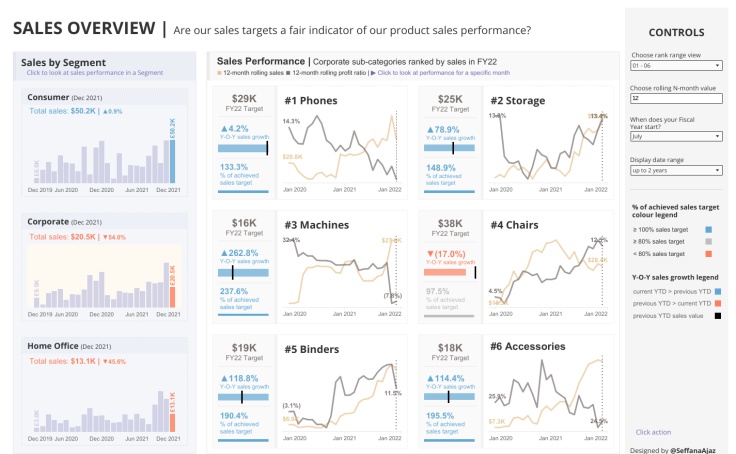 SALES OVERVIEW | Are our sales targets a fair indicator of our product sales performance?
Sales by Segment
Click to look at sales performance in a Segment
Consumer (Dec 2021)
Total sales: $50.2K | ▲0.9%
£50.2K
Dec 2019 Jun 2020 Dec 2020 Jun 2021 Dec 2021
Corporate (Dec 2021)
Total sales: $20.5K | ▼54.0%
£20.5K
Dec 2019 Jun 2020 Dec 2020 Jun 2021 Dec 2021
Home Office (Dec 2021)
Total sales: $13.1K | ▼45.6%
£13.1K
Dec 2019 Jun 2020 Dec 2020 Jun 2021 Dec 2021
Sales Performance | Corporate sub-categories ranked by sales in FY22
■ 12-month rolling sales ■ 12-month rolling profit ratio | ▶ Click to look at performance for a specific month
$29K
FY22 Target
▲4.2%
Y-O-Y sales growth
133.3%
% of achieved
sales target
#1 Phones
14.3%
$20.8K
Jan 2020 Jan 2021 Jan 2022
$25K
FY22 Target
▲78.9%
Y-O-Y sales growth
148.9%
% of achieved
sales target
#2 Storage
Jan 2020 Jan 2021 Jan 2022
$16K
FY22 Target
▲262.8%
Y-O-Y sales growth
237.6%
% of achieved
sales target
#3 Machines
32.4%
(7.8%)
Jan 2020 Jan 2021 Jan 2022
$38K
FY22 Target
▼(17.0%)
Y-O-Y sales growth
97.5%
% of achieved
sales target
#4 Chairs
4.5%
Jan 2020 Jan 2021 Jan 2022
$19K
FY22 Target
▲118.8%
Y-O-Y sales growth
190.4%
% of achieved
sales target
#5 Binders
(3.1%)
11.5%
Jan 2020 Jan 2021 Jan 2022
$18K
FY22 Target
▲114.4%
Y-O-Y sales growth
195.5%
% of achieved
sales target
#6 Accessories
$7.3K
Jan 2020 Jan 2021 Jan 2022
CONTROLS
Choose rank range view
01 - 06
Choose rolling N-month value
12
When does your Fiscal
Year start?
July
Display date range
up to 2 years
% of achieved sales target
colour legend
≥ 100% sales target
≥ 80% sales target
< 80% sales target
Y-O-Y sales growth legend
current YTD > previous YTD
previous YTD > current YTD
previous YTD sales value
Click action
Designed by @SeffanaAjaz